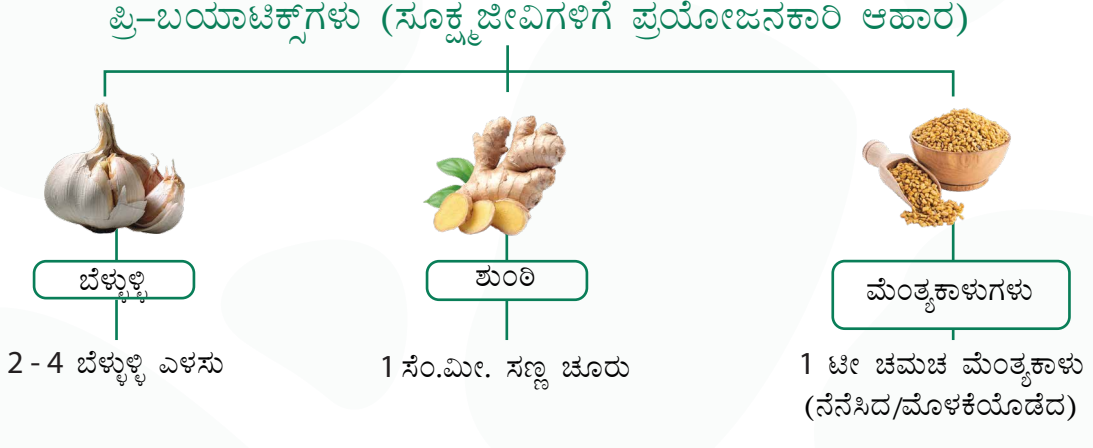 ಪ್ರಿ–ಬಯಾಟಿಕ್ಸ್‌ಗಳು (ಸೂಕ್ಷ್ಮಜೀವಿಗಳಿಗೆ ಪ್ರಯೋಜನಕಾರಿ ಆಹಾರ)
ಬೆಳ್ಳುಳ್ಳಿ
ಶುಂಠಿ
ಮೆಂತ್ಯಕಾಳುಗಳು
2 - 4 ಬೆಳ್ಳುಳ್ಳಿ ಎಳಸು
1 ಸೆಂ.ಮೀ. ಸಣ್ಣ ಚೂರು
1 ಟೀ ಚಮಚ ಮೆಂತ್ಯಕಾಳು
(ನೆನೆಸಿದ/ಮೊಳಕೆಯೊಡೆದ)